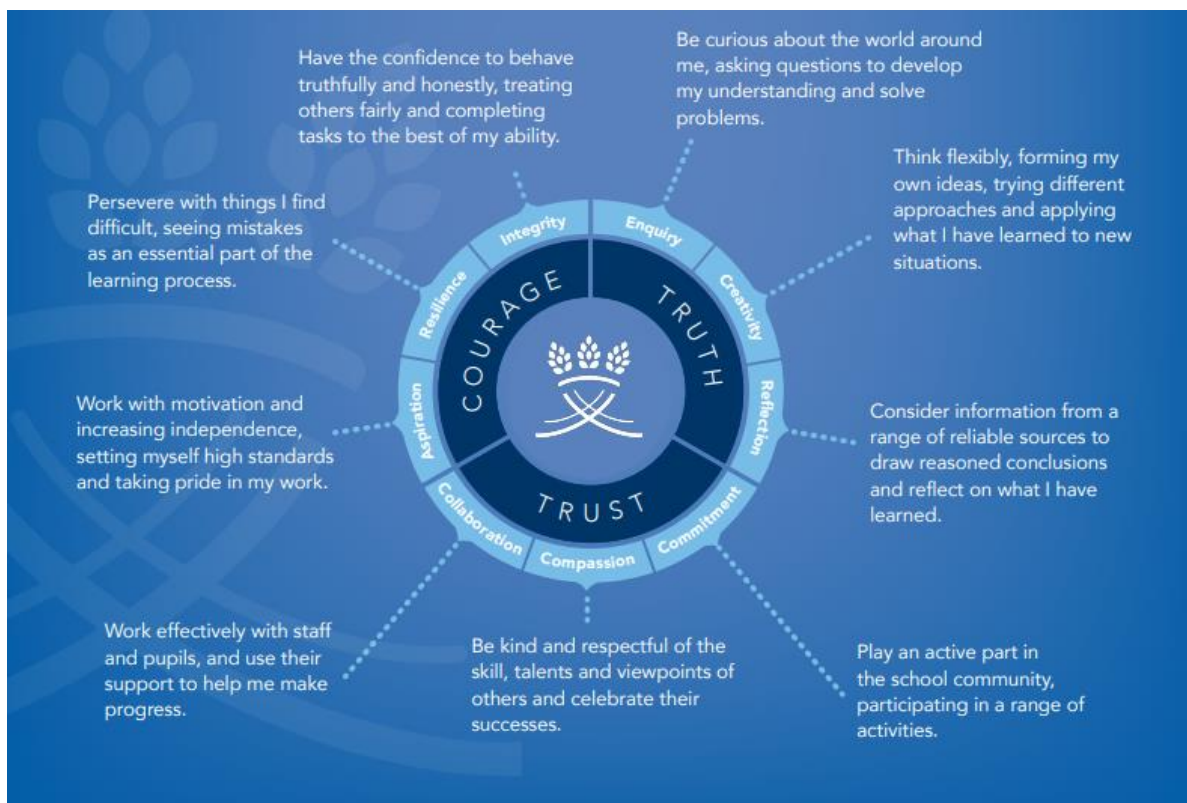 Have the confidence to behave
truthfully and honestly, treating
others fairly and completing
tasks to the best of my ability.
Be curious about the world around
me, asking questions to develop
my understanding and solve
problems.
Think flexibly, forming my
own ideas, trying different
approaches and applying
what I have learned to new
situations.
Persevere with things I find
difficult, seeing mistakes
as an essential part of the
learning process.
Integrity
Enquiry
Resilience
Creativity
COURAGE
TRUTH
Aspiration
Reflection
Work with motivation and
increasing independence,
setting myself high standards
and taking pride in my work.
Consider information from a
range of reliable sources to
draw reasoned conclusions
and reflect on what I have
learned.
TRUST
Collaboration
Compassion
Commitment
Work effectively with staff
and pupils, and use their
support to help me make
progress.
Be kind and respectful of the
skill, talents and viewpoints of
others and celebrate their
successes.
Play an active part in
the school community,
participating in a range of
activities.